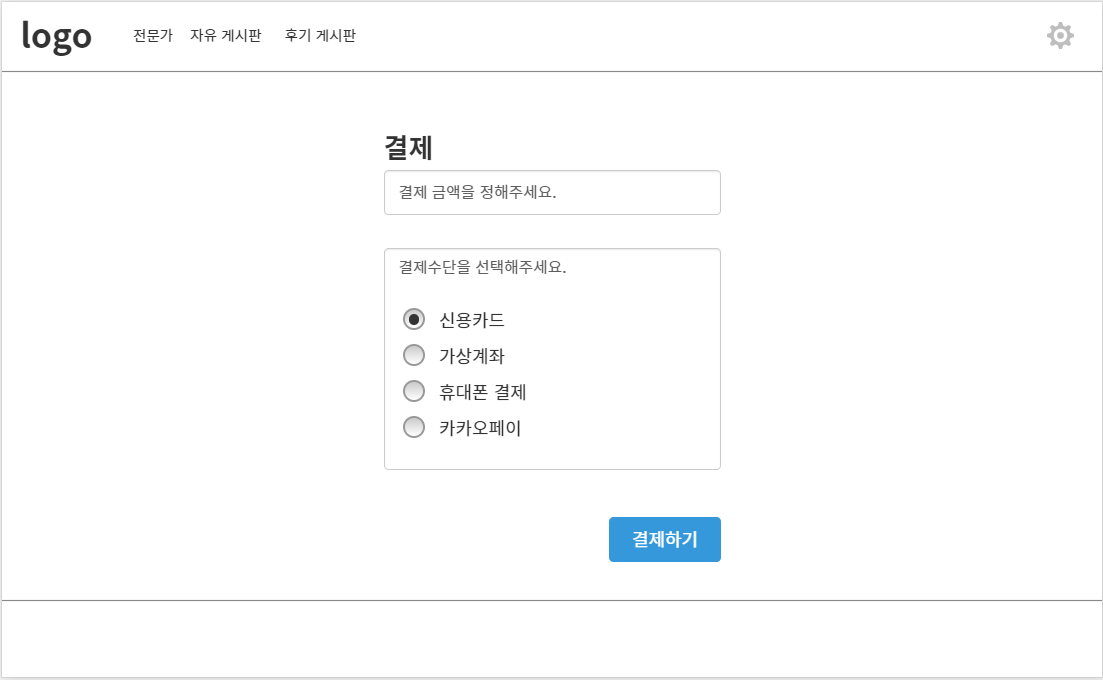 logo 전문가 자유 게시판 후기 게시판
결제
결제 금액을 정해주세요.
결제수단을 선택해주세요.
신용카드
가상계좌
휴대폰 결제
카카오페이
결제하기